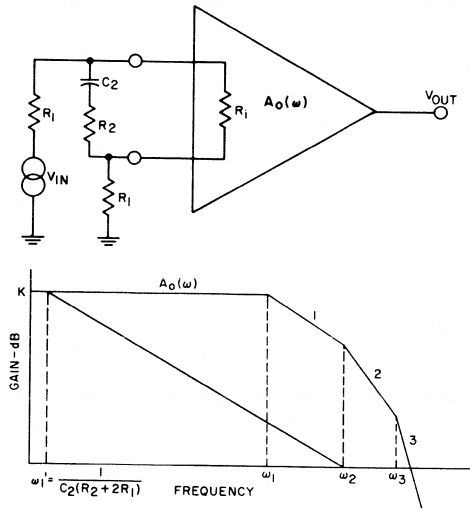 C2
R1
R2
Ri
A0(ω)
VOUT
VIN
R1
K
A0(ω)
1
2
3
GAIN-dB
ω1' = 1 / C2(R2 + 2R1)
FREQUENCY
ω1
ω2
ω3